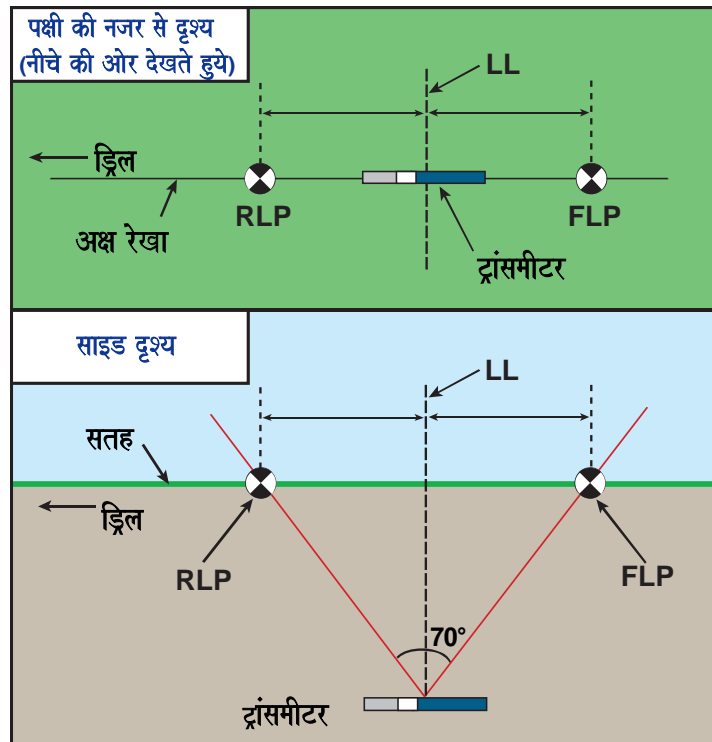 पक्षी की नजर से दृश्य
(नीचे की ओर देखते हुये)
LL
ड्रिल
RLP
FLP
अक्ष रेखा
ट्रांसमीटर
साइड दृश्य
LL
सतह
ड्रिल
RLP
FLP
70°
ट्रांसमीटर